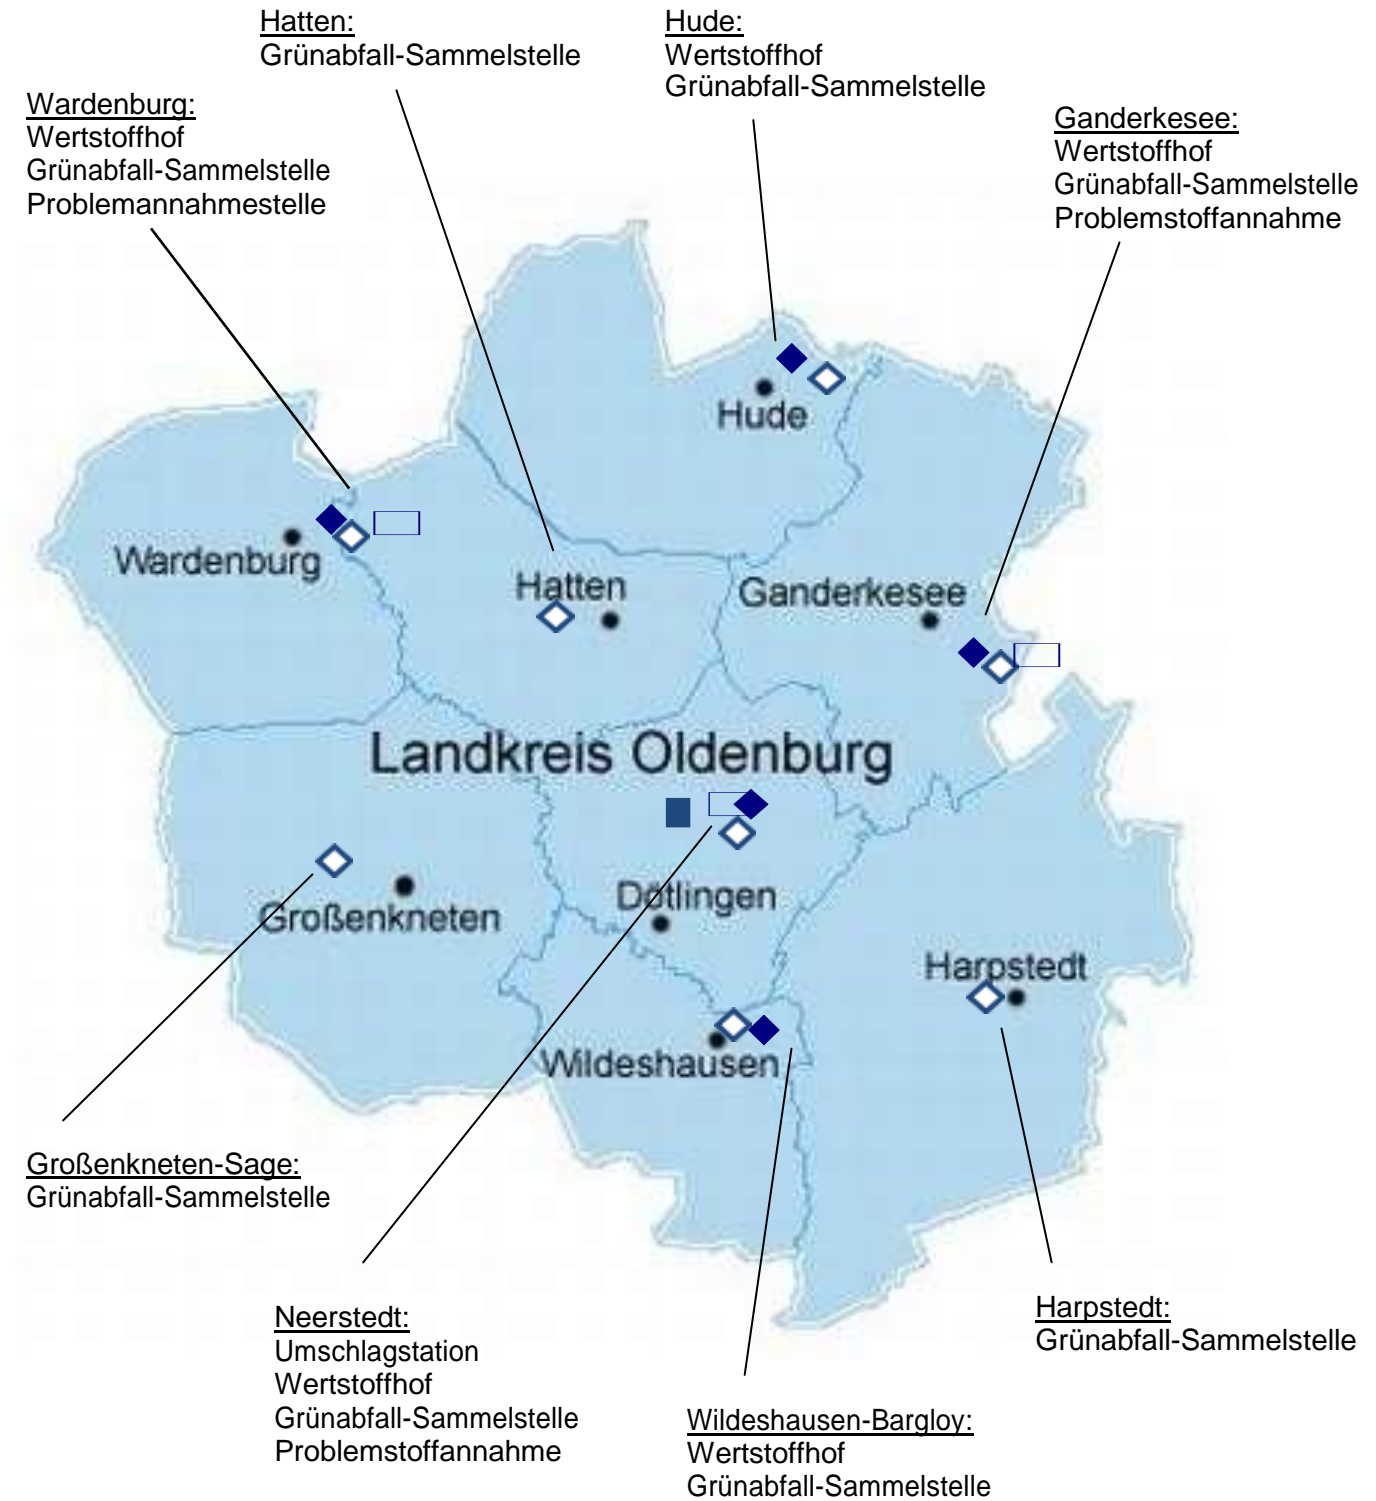 Hatten:
Grünabfall-Sammelstelle
Hude:
Wertstoffhof
Grünabfall-Sammelstelle
Wardenburg:
Wertstoffhof
Grünabfall-Sammelstelle
Problemannahmestelle
Ganderkesee:
Wertstoffhof
Grünabfall-Sammelstelle
Problemstoffannahme
Hude
Wardenburg
Hatten
Ganderkesee
Landkreis Oldenburg
Großenkneten
Dötlingen
Harpstedt
Wildeshausen
Großenkneten-Sage:
Grünabfall-Sammelstelle
Neerstedt:
Umschlagstation
Wertstoffhof
Grünabfall-Sammelstelle
Problemstoffannahme
Harpstedt:
Grünabfall-Sammelstelle
Wildeshausen-Bargloy:
Wertstoffhof
Grünabfall-Sammelstelle